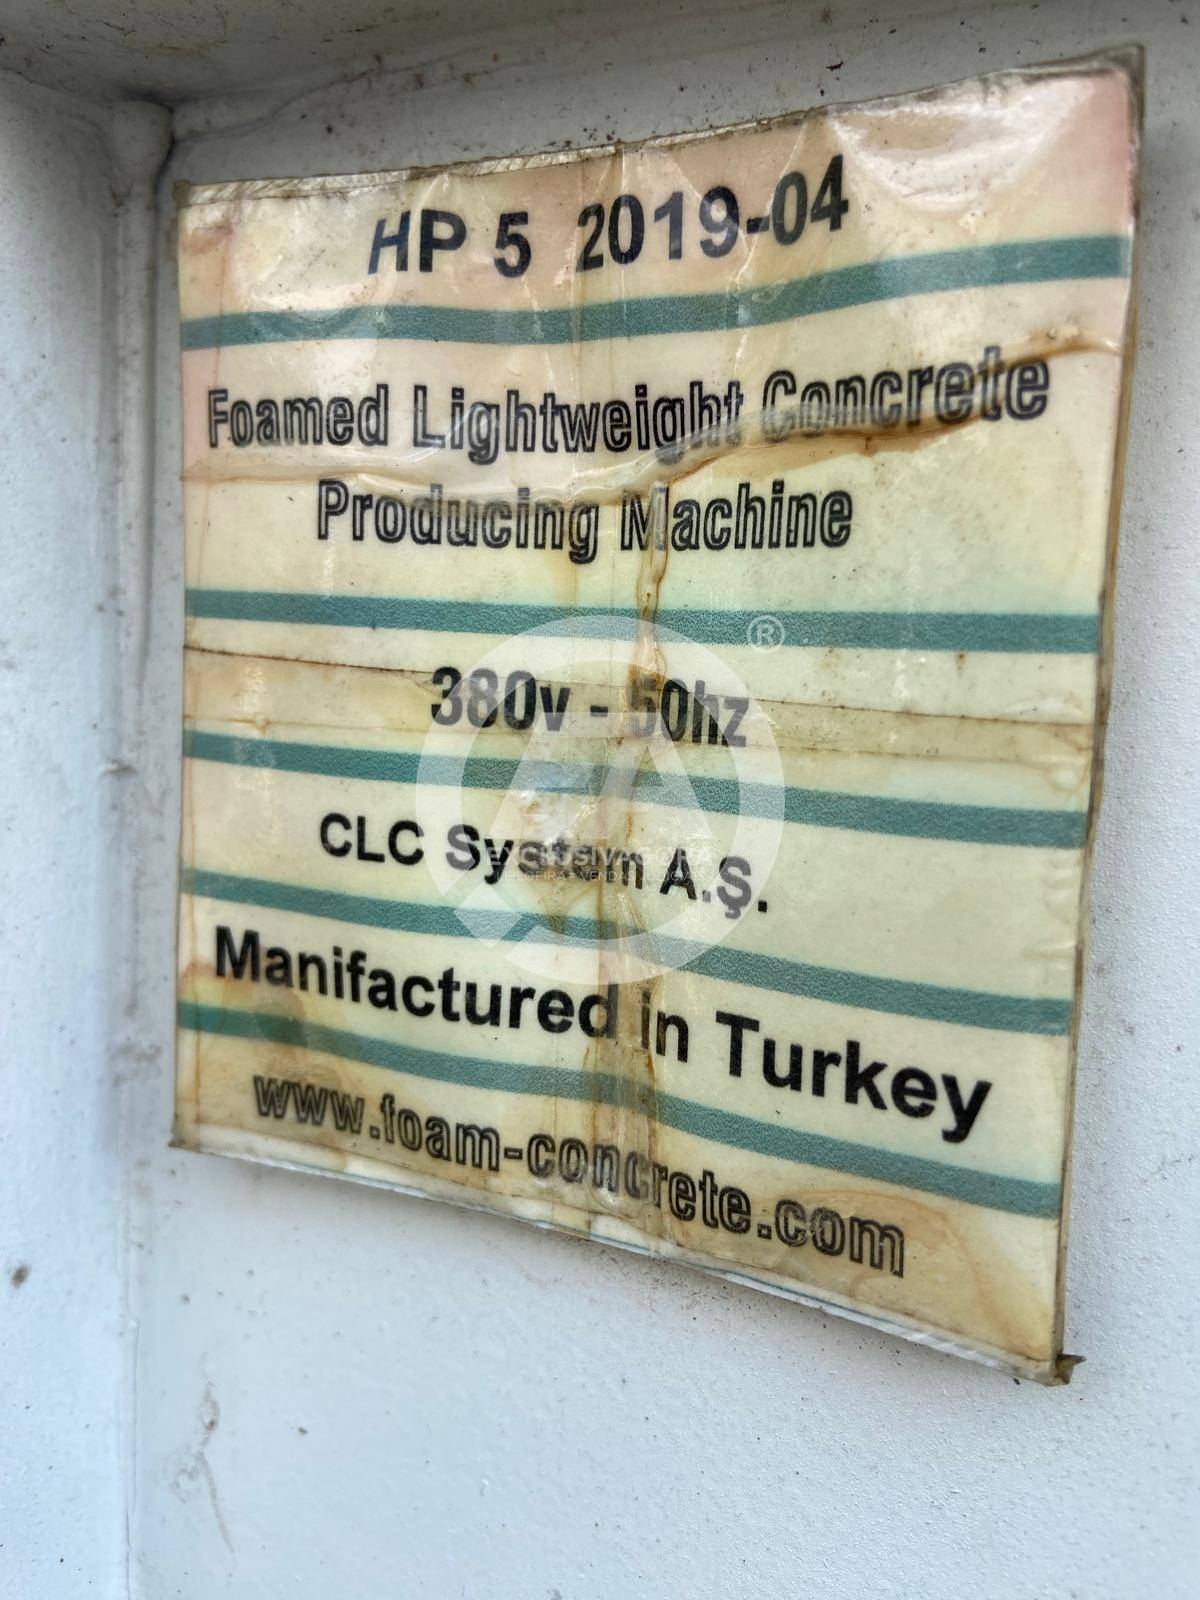 HP 5 2019-04
Foamed Lightweight Concrete
Producing Machine
®
380v - 50hz
CLC System A.Ş.
Manifactured in Turkey
www.foam-concrete.com